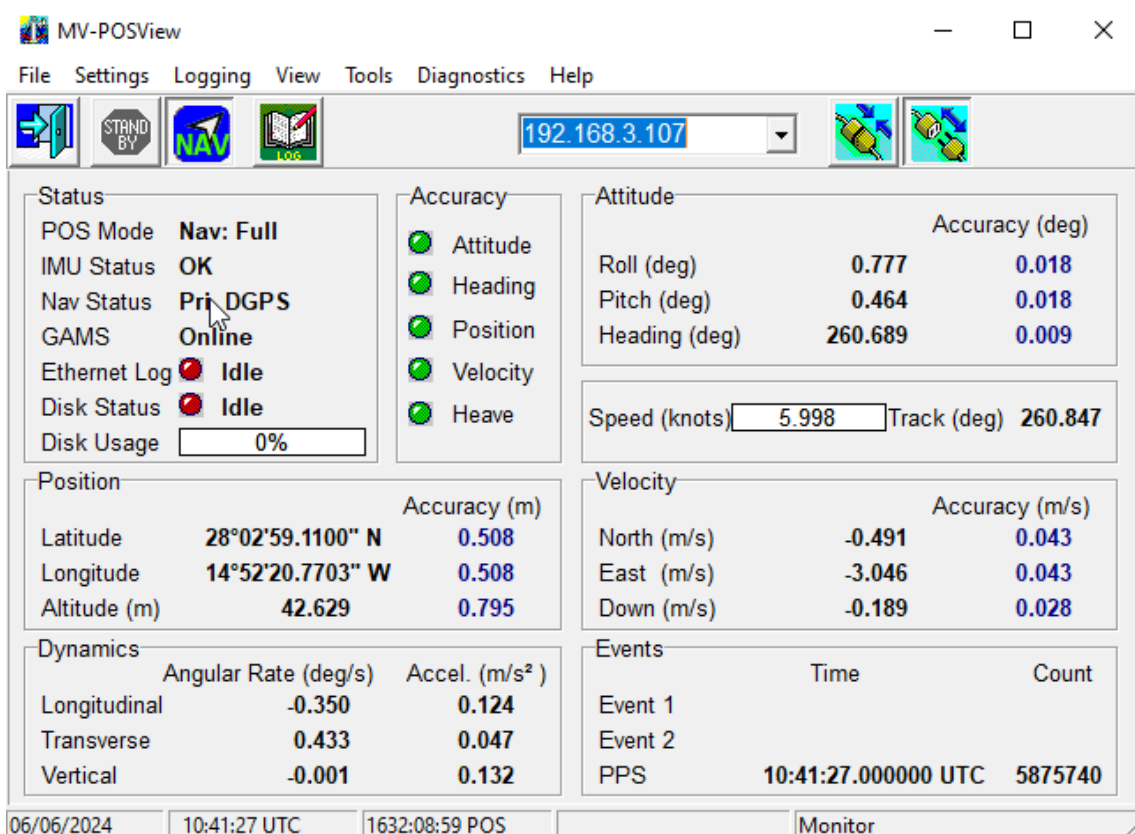 MV-POSView
File Settings Logging View Tools Diagnostics Help
STAND BY NAV LOG 192.168.3.107
Status
POS Mode Nav: Full
IMU Status OK
Nav Status Pri. DGPS
GAMS Online
Ethernet Log Idle
Disk Status Idle
Disk Usage 0%
Accuracy
Attitude
Heading
Position
Velocity
Heave
Attitude
Accuracy (deg)
Roll (deg) 0.777 0.018
Pitch (deg) 0.464 0.018
Heading (deg) 260.689 0.009
Speed (knots) 5.998 Track (deg) 260.847
Position
Accuracy (m)
Latitude 28°02'59.1100" N 0.508
Longitude 14°52'20.7703" W 0.508
Altitude (m) 42.629 0.795
Velocity
Accuracy (m/s)
North (m/s) -0.491 0.043
East (m/s) -3.046 0.043
Down (m/s) -0.189 0.028
Dynamics
Angular Rate (deg/s) Accel. (m/s²)
Longitudinal -0.350 0.124
Transverse 0.433 0.047
Vertical -0.001 0.132
Events
Time Count
Event 1
Event 2
PPS 10:41:27.000000 UTC 5875740
06/06/2024 10:41:27 UTC 1632:08:59 POS Monitor